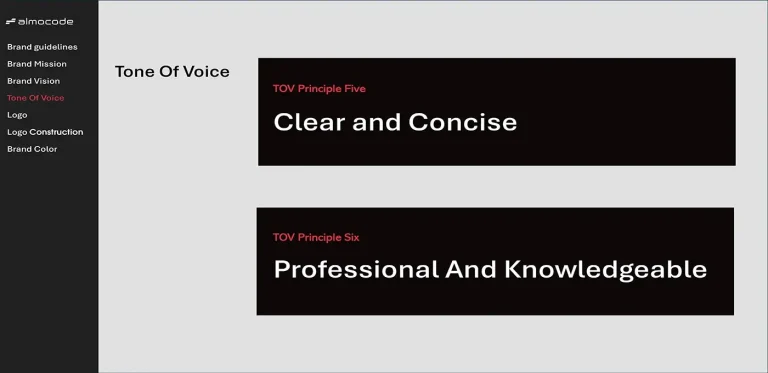 almocode
Brand guidelines
Brand Mission
Brand Vision
Tone Of Voice
Logo
Logo Construction
Brand Color
Tone Of Voice
TOV Principle Five
Clear and Concise
TOV Principle Six
Professional And Knowledgeable